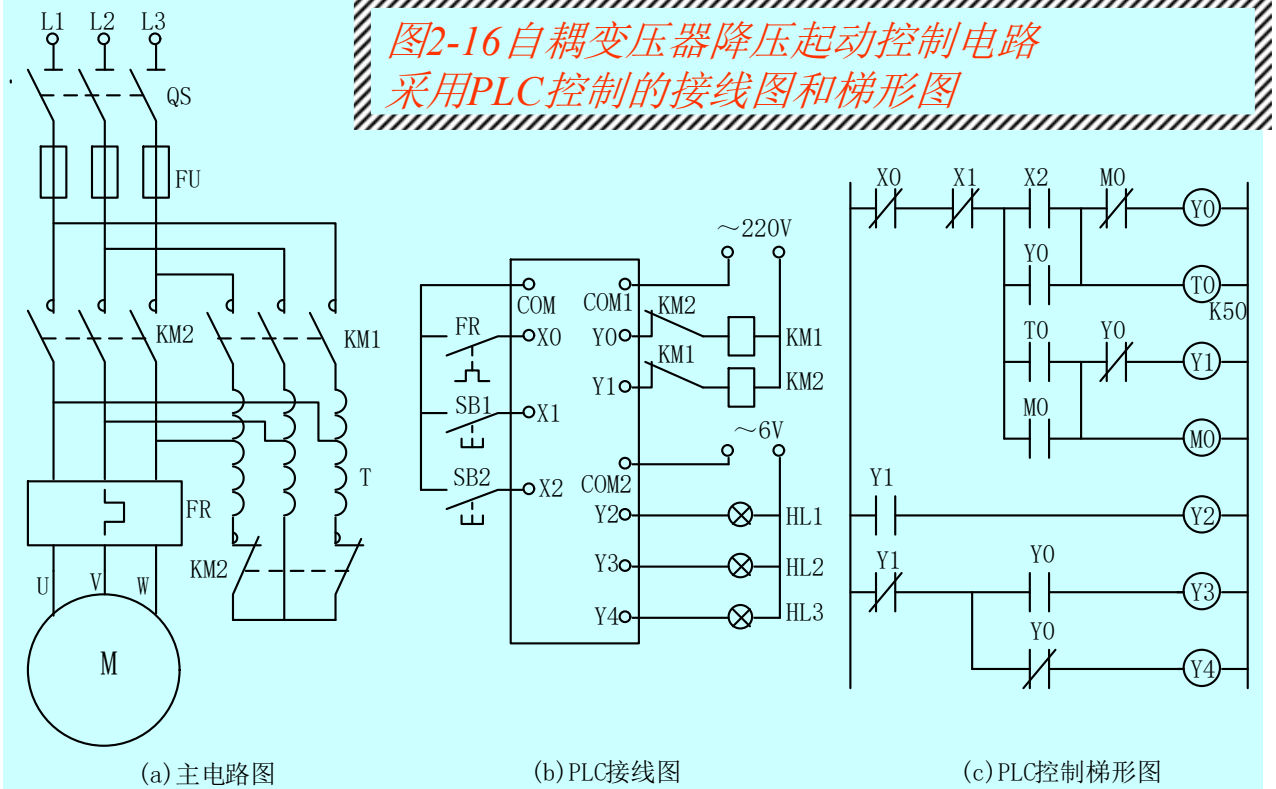 图2-16自耦变压器降压起动控制电路
采用PLC控制的接线图和梯形图
L1 L2 L3
QS
FU
KM2
KM1
T
FR
KM2
U V W
M
(a)主电路图
～220V
COM COM1
KM2
FR X0 Y0 KM1
KM1
Y1 KM2
SB1 X1
～6V
SB2 X2 COM2
Y2 HL1
Y3 HL2
Y4 HL3
(b)PLC接线图
X0 X1 X2 M0
Y0
Y0
T0
K50
T0 Y0
Y1
M0
M0
Y1
Y2
Y1 Y0
Y3
Y0
Y4
(c)PLC控制梯形图